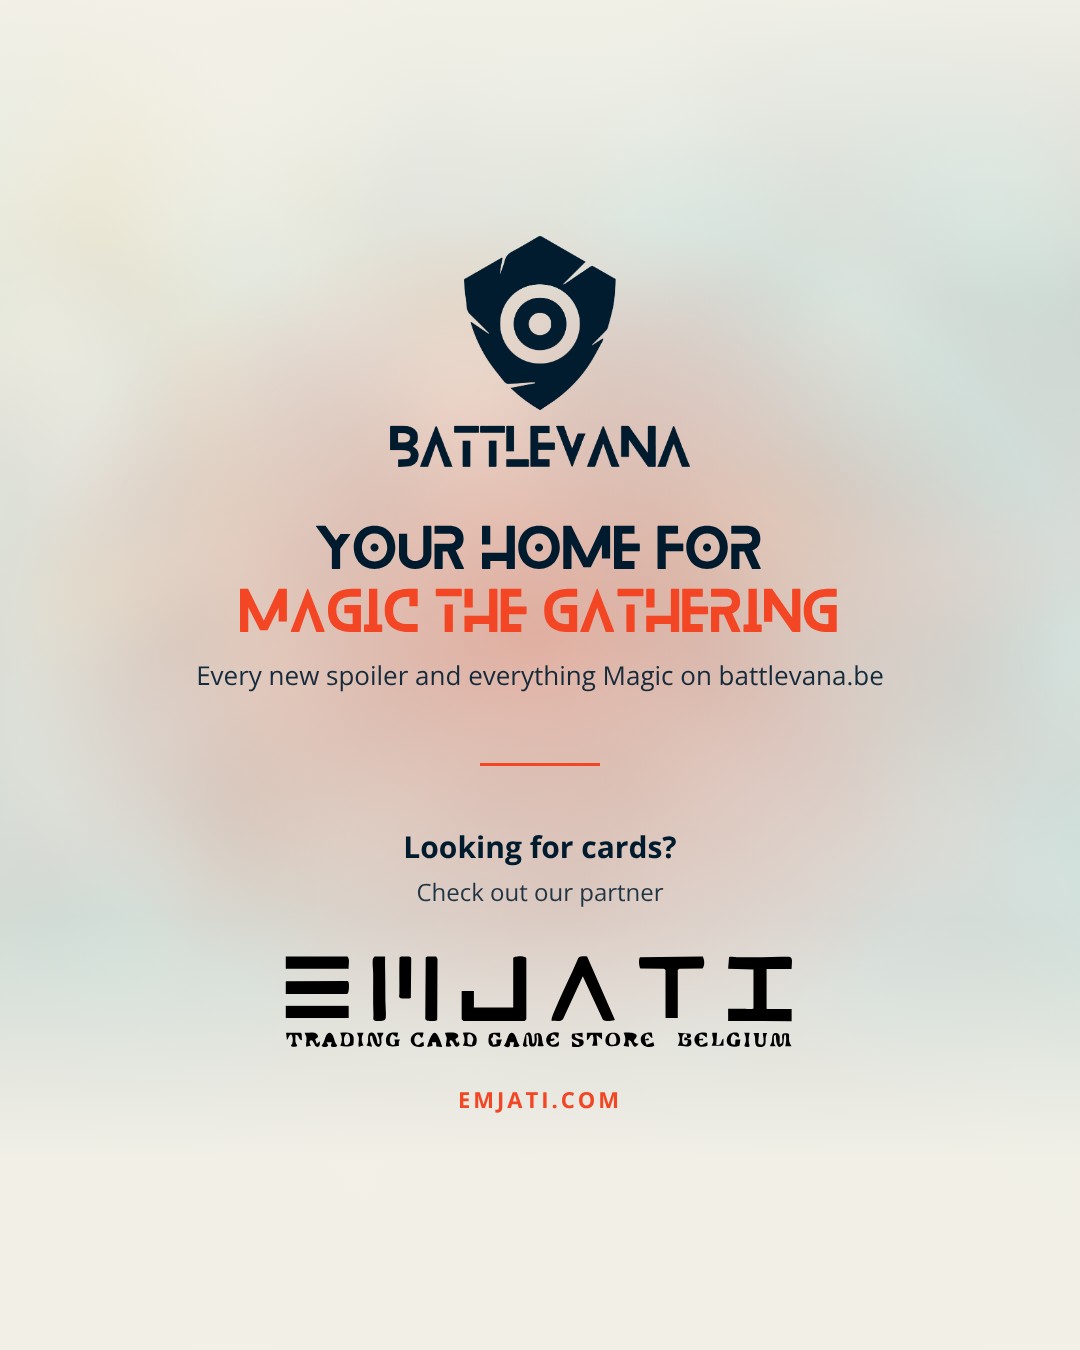 BATTLEVANA
YOUR HOME FOR
MAGIC THE GATHERING
Every new spoiler and everything Magic on battlevana.be
Looking for cards?
Check out our partner
EMJATI
TRADING CARD GAME STORE BELGIUM
EMJATI.COM